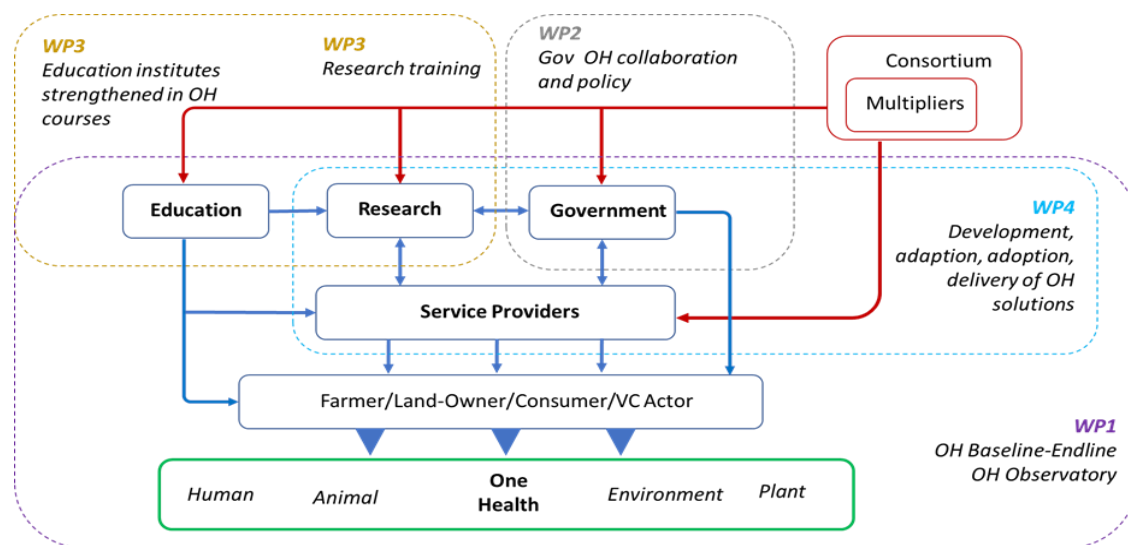 WP3
Education institutes
strengthened in OH
courses
WP3
Research training
WP2
Gov  OH collaboration
and policy
Consortium
Multipliers
Education
Research
Government
WP4
Development,
adaption, adoption,
delivery of OH
solutions
Service Providers
Farmer/Land-Owner/Consumer/VC Actor
WP1
OH Baseline-Endline
OH Observatory
Human
Animal
One
Health
Environment
Plant